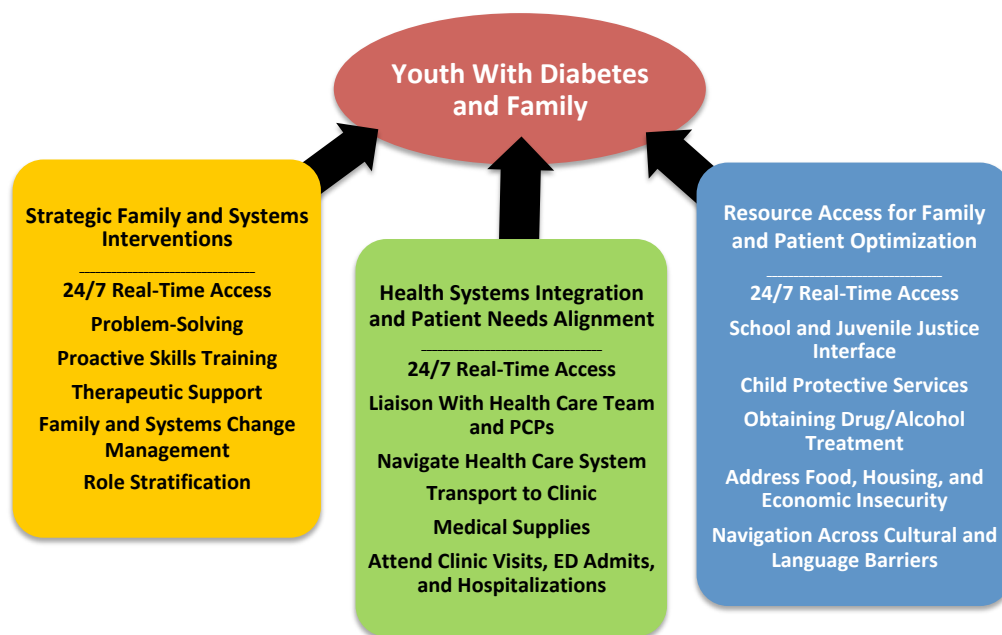 Youth With Diabetes
and Family
Strategic Family and Systems
Interventions
24/7 Real-Time Access
Problem-Solving
Proactive Skills Training
Therapeutic Support
Family and Systems Change
Management
Role Stratification
Health Systems Integration
and Patient Needs Alignment
24/7 Real-Time Access
Liaison With Health Care Team
and PCPs
Navigate Health Care System
Transport to Clinic
Medical Supplies
Attend Clinic Visits, ED Admits,
and Hospitalizations
Resource Access for Family
and Patient Optimization
24/7 Real-Time Access
School and Juvenile Justice
Interface
Child Protective Services
Obtaining Drug/Alcohol
Treatment
Address Food, Housing, and
Economic Insecurity
Navigation Across Cultural and
Language Barriers